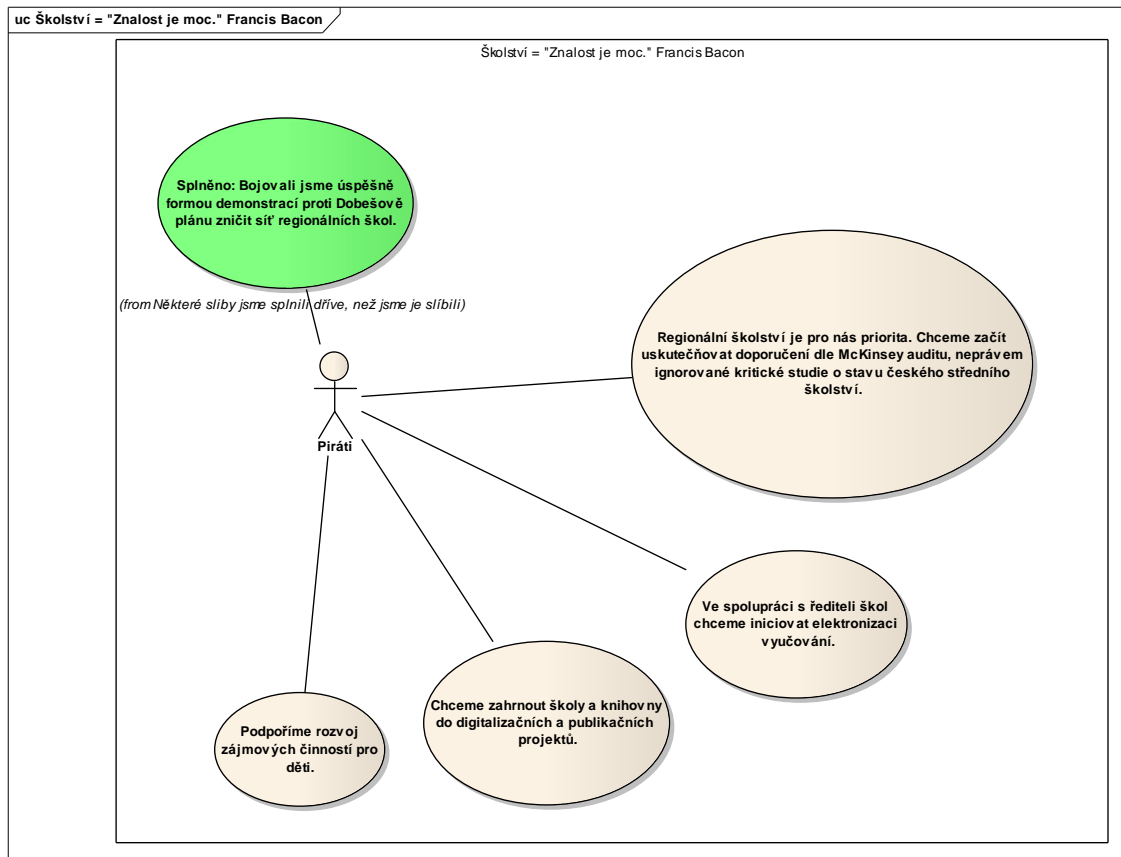 uc Školství = "Znalost je moc." Francis Bacon
Školství = "Znalost je moc." Francis Bacon
Splněno: Bojovali jsme úspěšně
formou demonstrací proti Dobešově
plánu zničit síť regionálních škol.
(from Některé sliby jsme splnili dříve, než jsme je slíbili)
Regionální školství je pro nás priorita. Chceme začít
uskutečňovat doporučení dle McKinsey auditu, neprávem
ignorované kritické studie o stavu českého středního
školství.
Piráti
Ve spolupráci s řediteli škol
chceme iniciovat elektronizaci
vyučování.
Chceme zahrnout školy a knihovny
do digitalizačních a publikačních
projektů.
Podpoříme rozvoj
zájmových činností pro
děti.